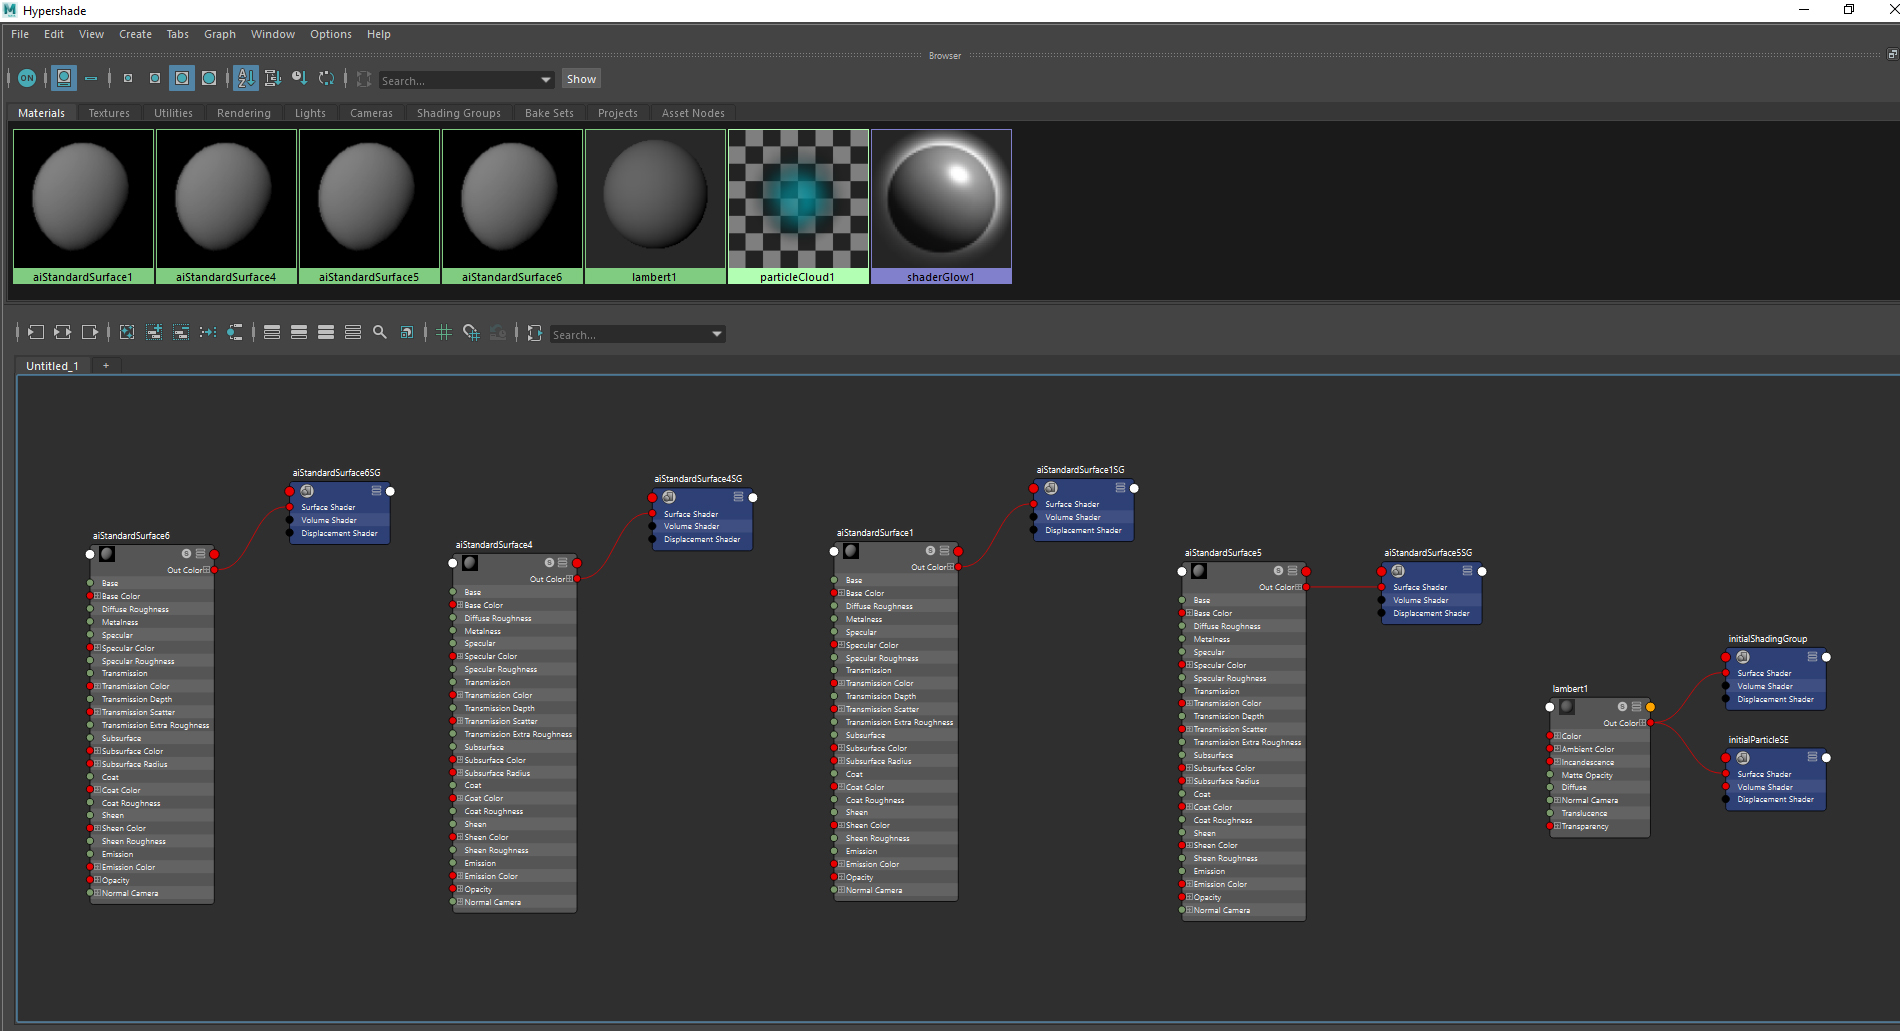 Hypershade
File Edit View Create Tabs Graph Window Options Help
Browser
ON Search... Show
Materials Textures Utilities Rendering Lights Cameras Shading Groups Bake Sets Projects Asset Nodes
aiStandardSurface1 aiStandardSurface4 aiStandardSurface5 aiStandardSurface6 lambert1 particleCloud1 shaderGlow1
Search...
Untitled_1 +
aiStandardSurface6SG
Surface Shader
Volume Shader
Displacement Shader
aiStandardSurface6
S
Out Color
Base
Base Color
Diffuse Roughness
Metalness
Specular
Specular Color
Specular Roughness
Transmission
Transmission Color
Transmission Depth
Transmission Scatter
Transmission Extra Roughness
Subsurface
Subsurface Color
Subsurface Radius
Coat
Coat Color
Coat Roughness
Sheen
Sheen Color
Sheen Roughness
Emission
Emission Color
Opacity
Normal Camera
aiStandardSurface4SG
Surface Shader
Volume Shader
Displacement Shader
aiStandardSurface4
S
Out Color
Base
Base Color
Diffuse Roughness
Metalness
Specular
Specular Color
Specular Roughness
Transmission
Transmission Color
Transmission Depth
Transmission Scatter
Transmission Extra Roughness
Subsurface
Subsurface Color
Subsurface Radius
Coat
Coat Color
Coat Roughness
Sheen
Sheen Color
Sheen Roughness
Emission
Emission Color
Opacity
Normal Camera
aiStandardSurface1SG
Surface Shader
Volume Shader
Displacement Shader
aiStandardSurface1
S
Out Color
Base
Base Color
Diffuse Roughness
Metalness
Specular
Specular Color
Specular Roughness
Transmission
Transmission Color
Transmission Depth
Transmission Scatter
Transmission Extra Roughness
Subsurface
Subsurface Color
Subsurface Radius
Coat
Coat Color
Coat Roughness
Sheen
Sheen Color
Sheen Roughness
Emission
Emission Color
Opacity
Normal Camera
aiStandardSurface5
S
Out Color
Base
Base Color
Diffuse Roughness
Metalness
Specular
Specular Color
Specular Roughness
Transmission
Transmission Color
Transmission Depth
Transmission Scatter
Transmission Extra Roughness
Subsurface
Subsurface Color
Subsurface Radius
Coat
Coat Color
Coat Roughness
Sheen
Sheen Color
Sheen Roughness
Emission
Emission Color
Opacity
Normal Camera
aiStandardSurface5SG
Surface Shader
Volume Shader
Displacement Shader
lambert1
S
Out Color
Color
Ambient Color
Incandescence
Matte Opacity
Diffuse
Normal Camera
Translucence
Transparency
initialShadingGroup
Surface Shader
Volume Shader
Displacement Shader
initialParticleSE
Surface Shader
Volume Shader
Displacement Shader